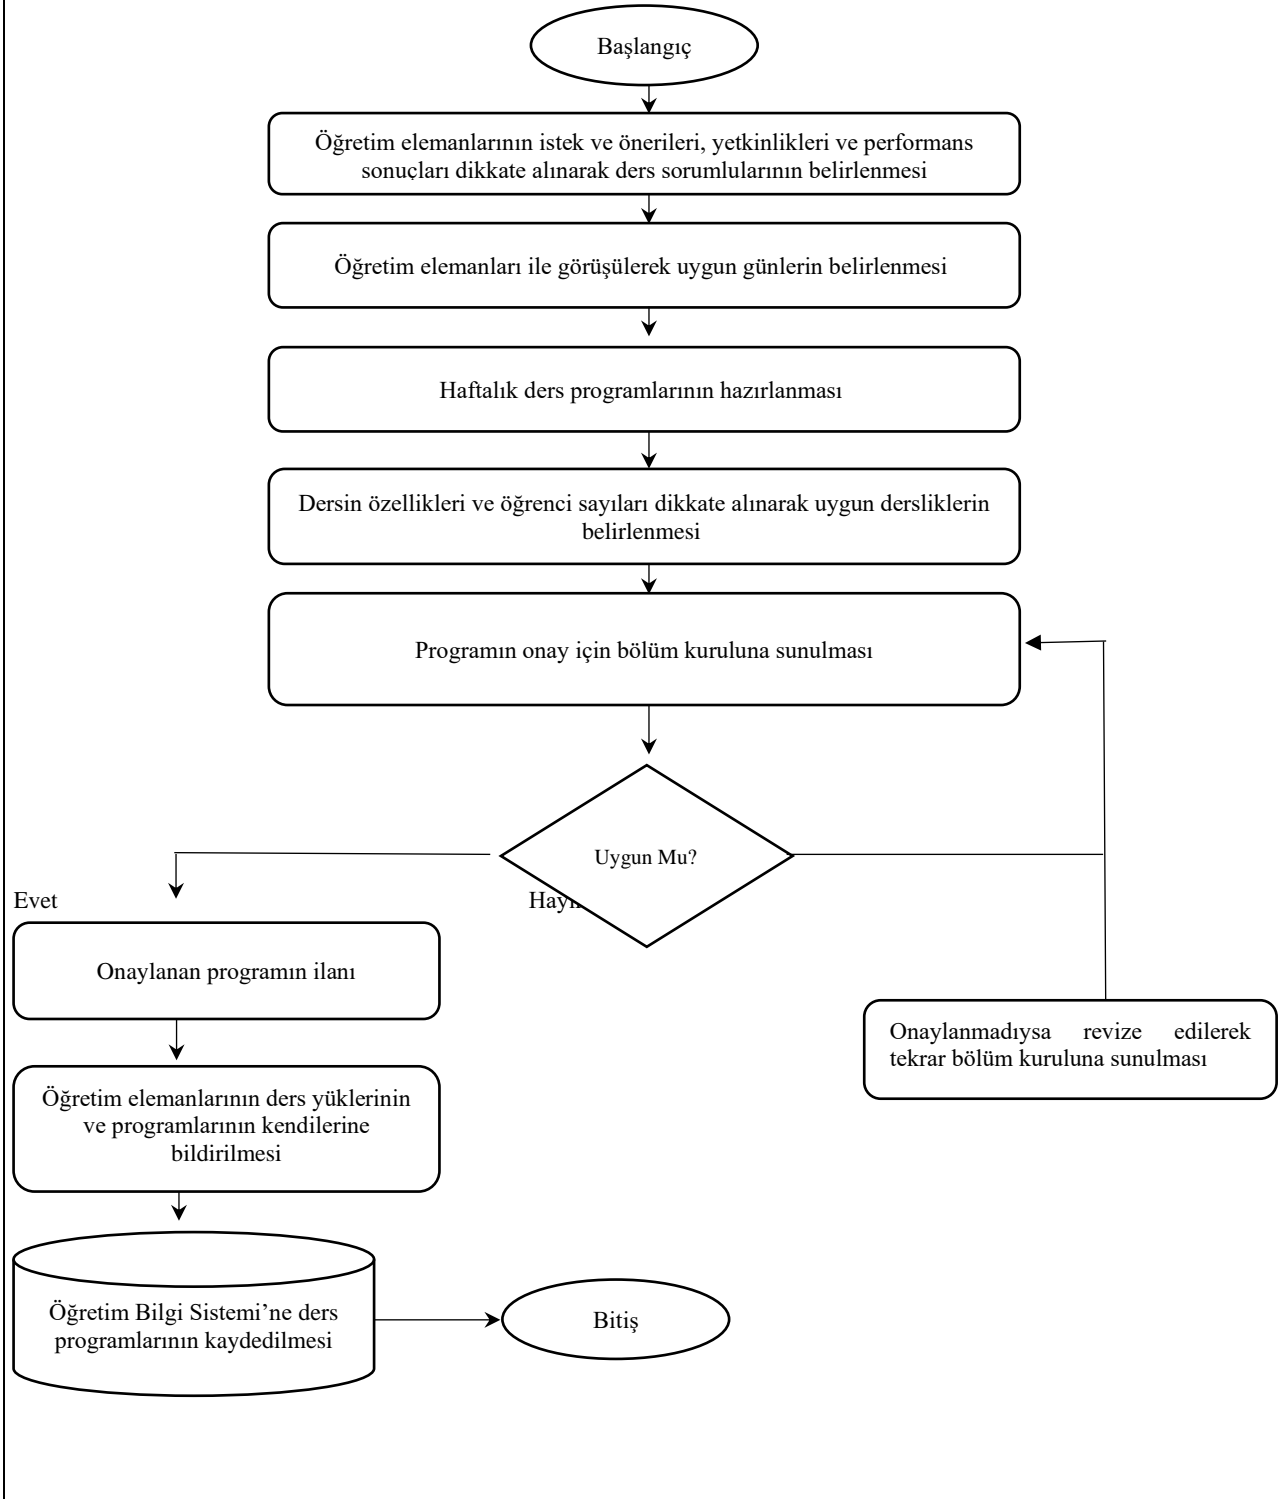 Başlangıç
Öğretim elemanlarının istek ve önerileri, yetkinlikleri ve performans
sonuçları dikkate alınarak ders sorumlularının belirlenmesi
Öğretim elemanları ile görüşülerek uygun günlerin belirlenmesi
Haftalık ders programlarının hazırlanması
Dersin özellikleri ve öğrenci sayıları dikkate alınarak uygun dersliklerin
belirlenmesi
Programın onay için bölüm kuruluna sunulması
Uygun Mu?
Evet
Onaylanan programın ilanı
Onaylanmadıysa revize edilerek
tekrar bölüm kuruluna sunulması
Öğretim elemanlarının ders yüklerinin
ve programlarının kendilerine
bildirilmesi
Öğretim Bilgi Sistemi’ne ders
programlarının kaydedilmesi
Bitiş